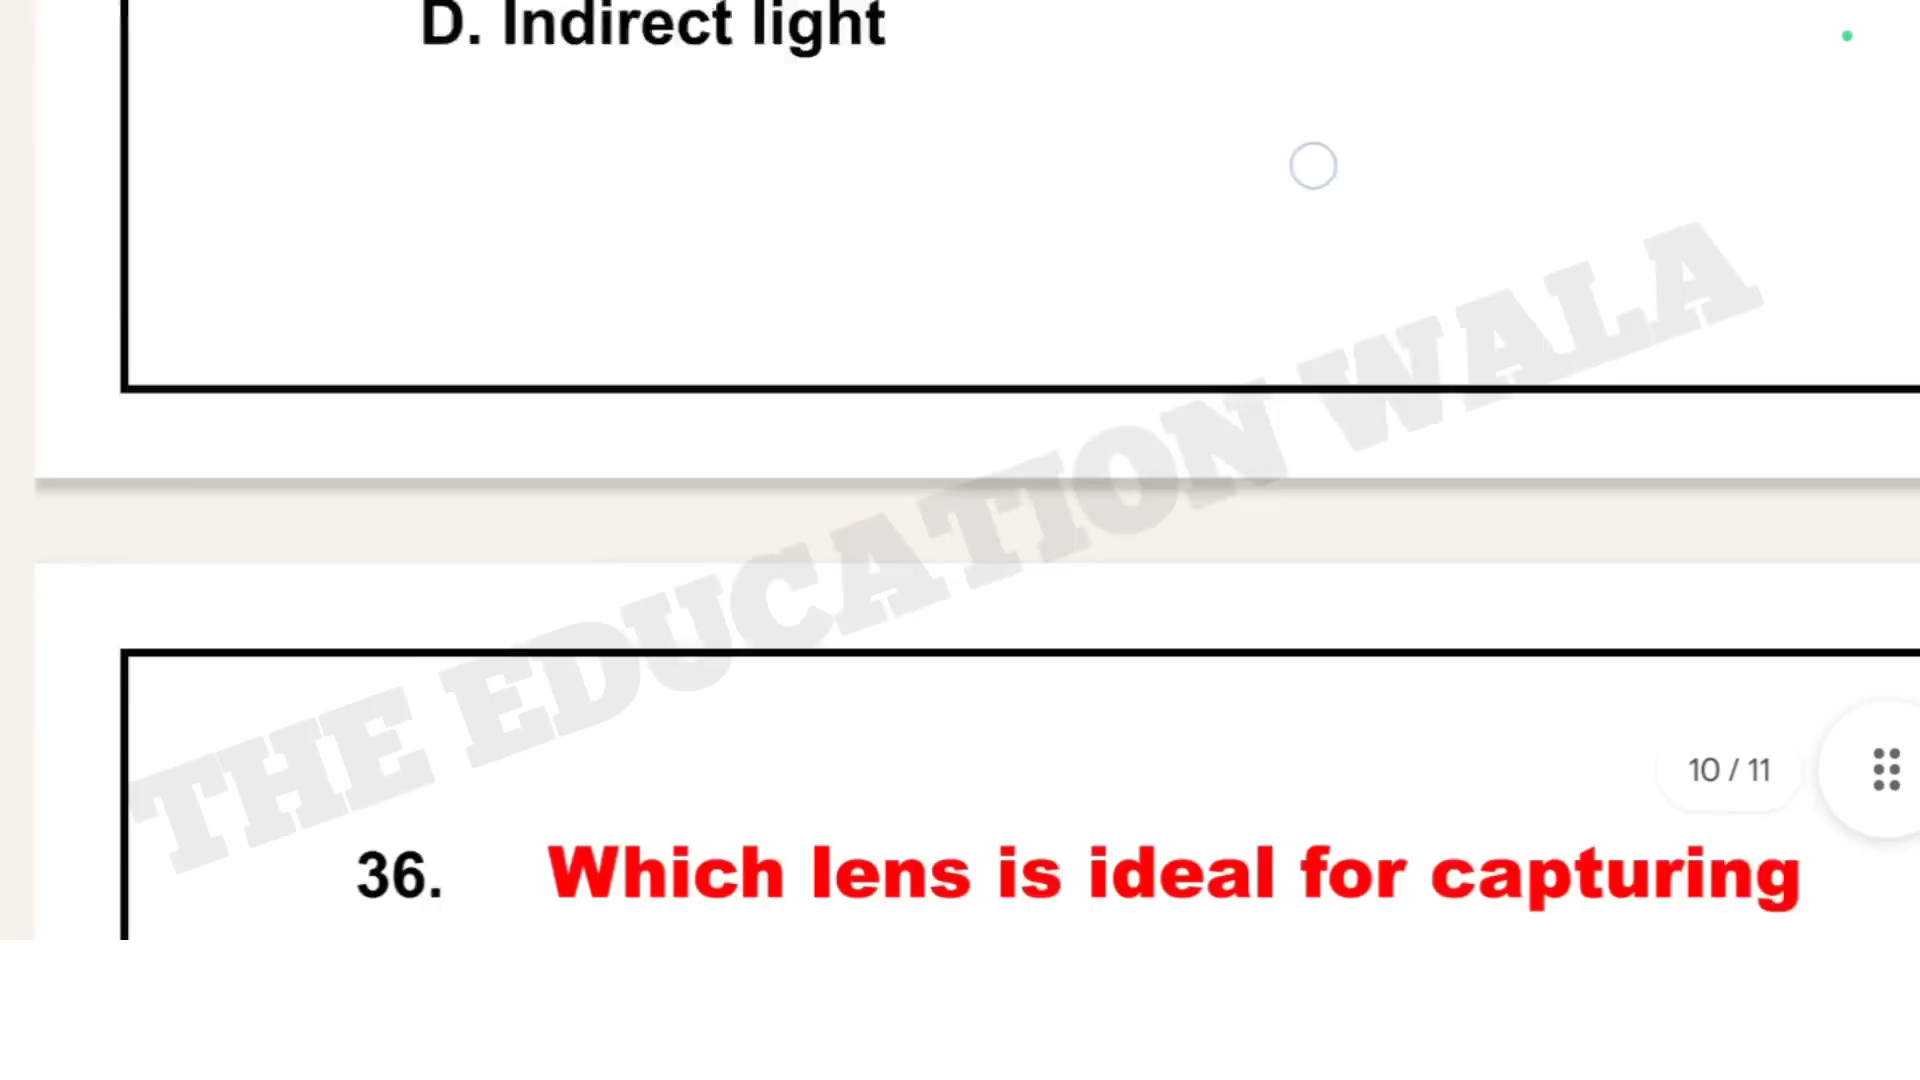 D. Indirect light
THE EDUCATION WALA
10 / 11
36. Which lens is ideal for capturing